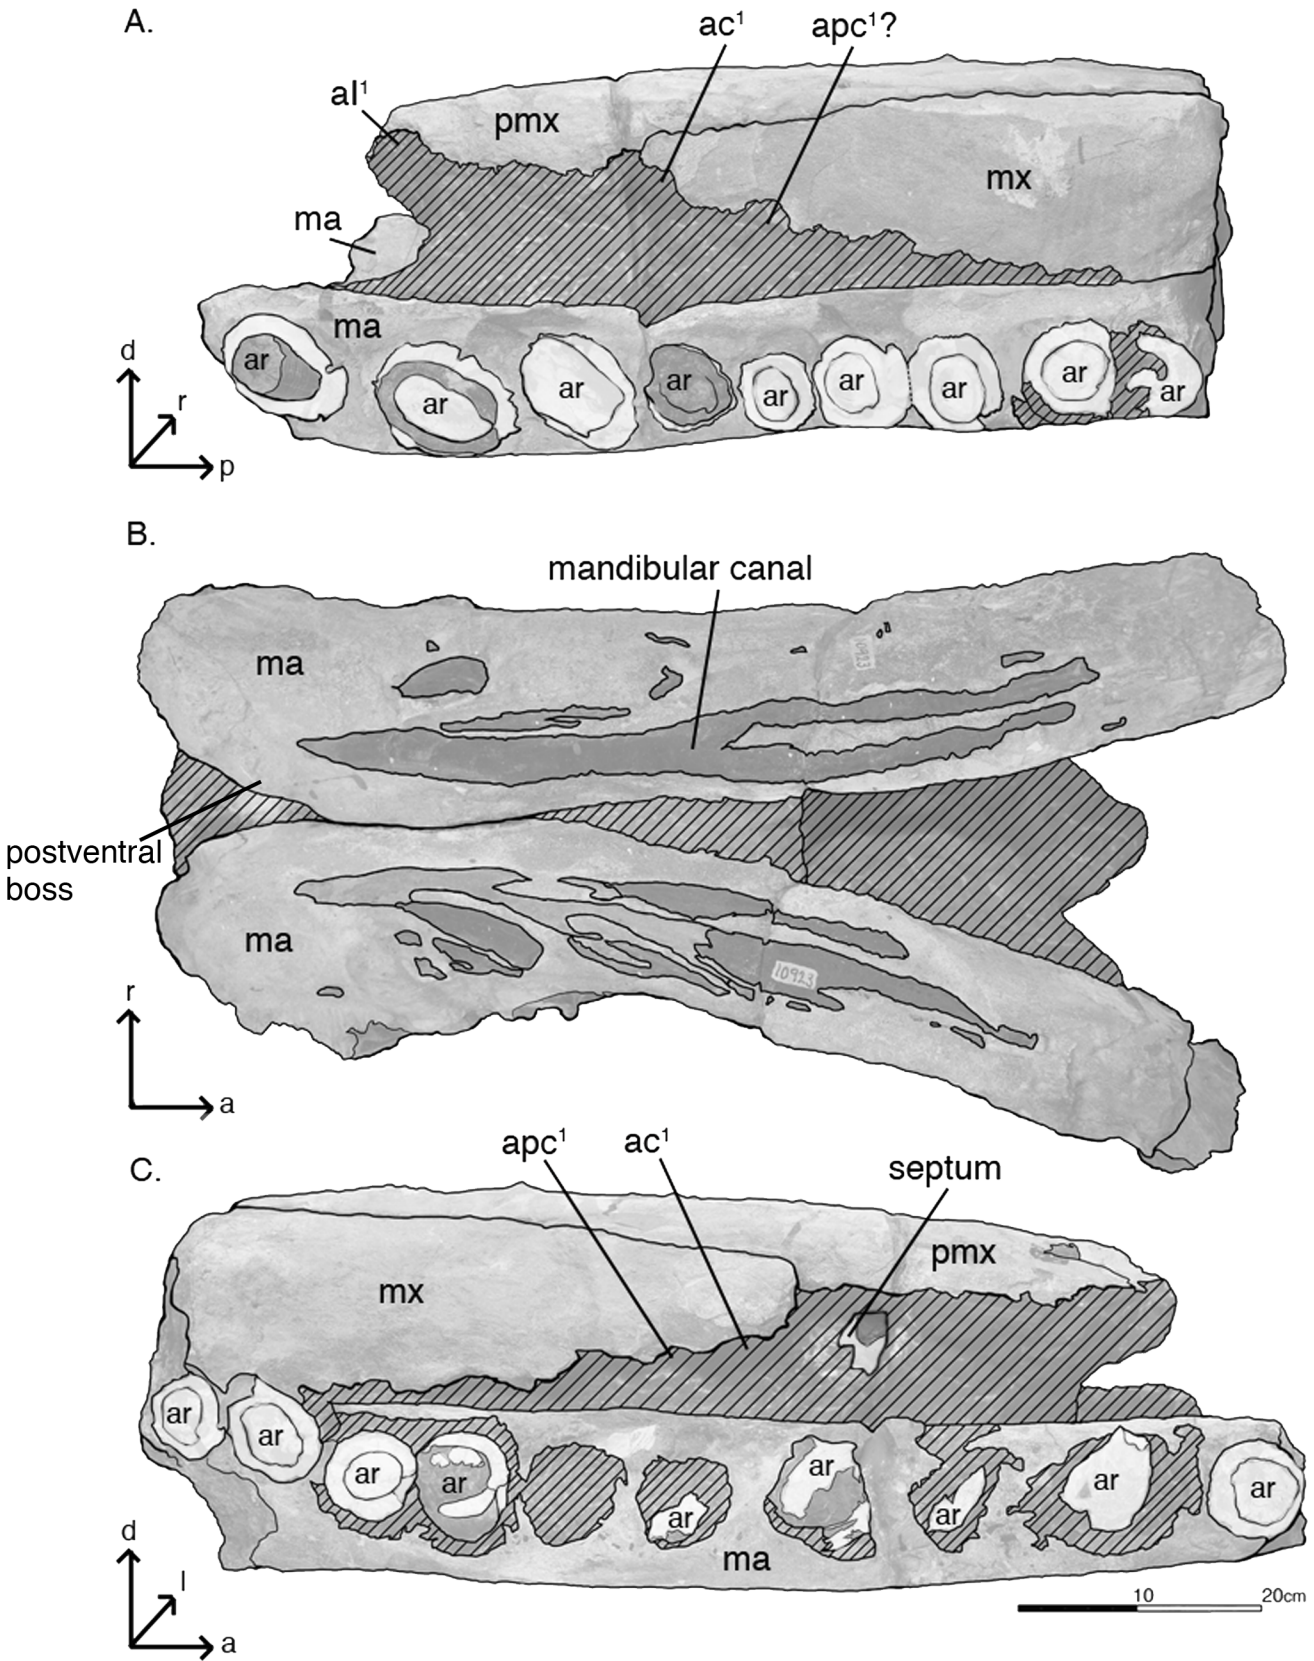 A.
ac¹ apc¹?
al¹
pmx
mx
ma
ma
ar ar ar ar ar ar ar ar ar
d
r
p
B.
mandibular canal
10923
ma
postventral
boss
ma
10923
r
a
apc¹ ac¹
C.
septum
pmx
mx
ar ar ar ar ar ar ar ar ar
ma
d
l
a
10 20cm